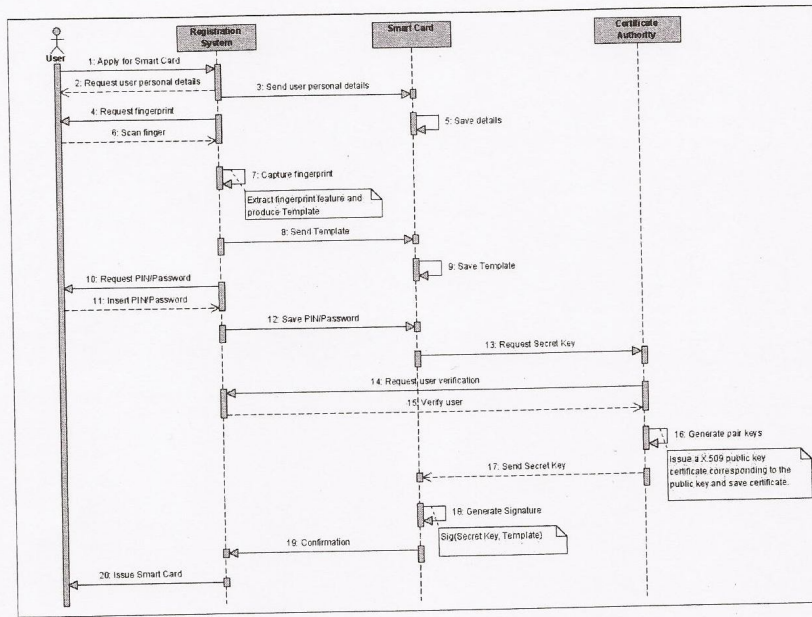 User
Registration
System
Smart Card
Certificate
Authority
1: Apply for Smart Card
2: Request user personal details
3: Send user personal details
4: Request fingerprint
5: Save details
6: Scan finger
7: Capture fingerprint
Extract fingerprint feature and
produce Template
8: Send Template
9: Save Template
10: Request PIN/Password
11: Insert PIN/Password
12: Save PIN/Password
13: Request Secret Key
14: Request user verification
15: Verify user
16: Generate pair keys
Issue a X.509 public key
certificate corresponding to the
public key and save certificate.
17: Send Secret Key
18: Generate Signature
Sig(Secret Key, Template)
19: Confirmation
20: Issue Smart Card